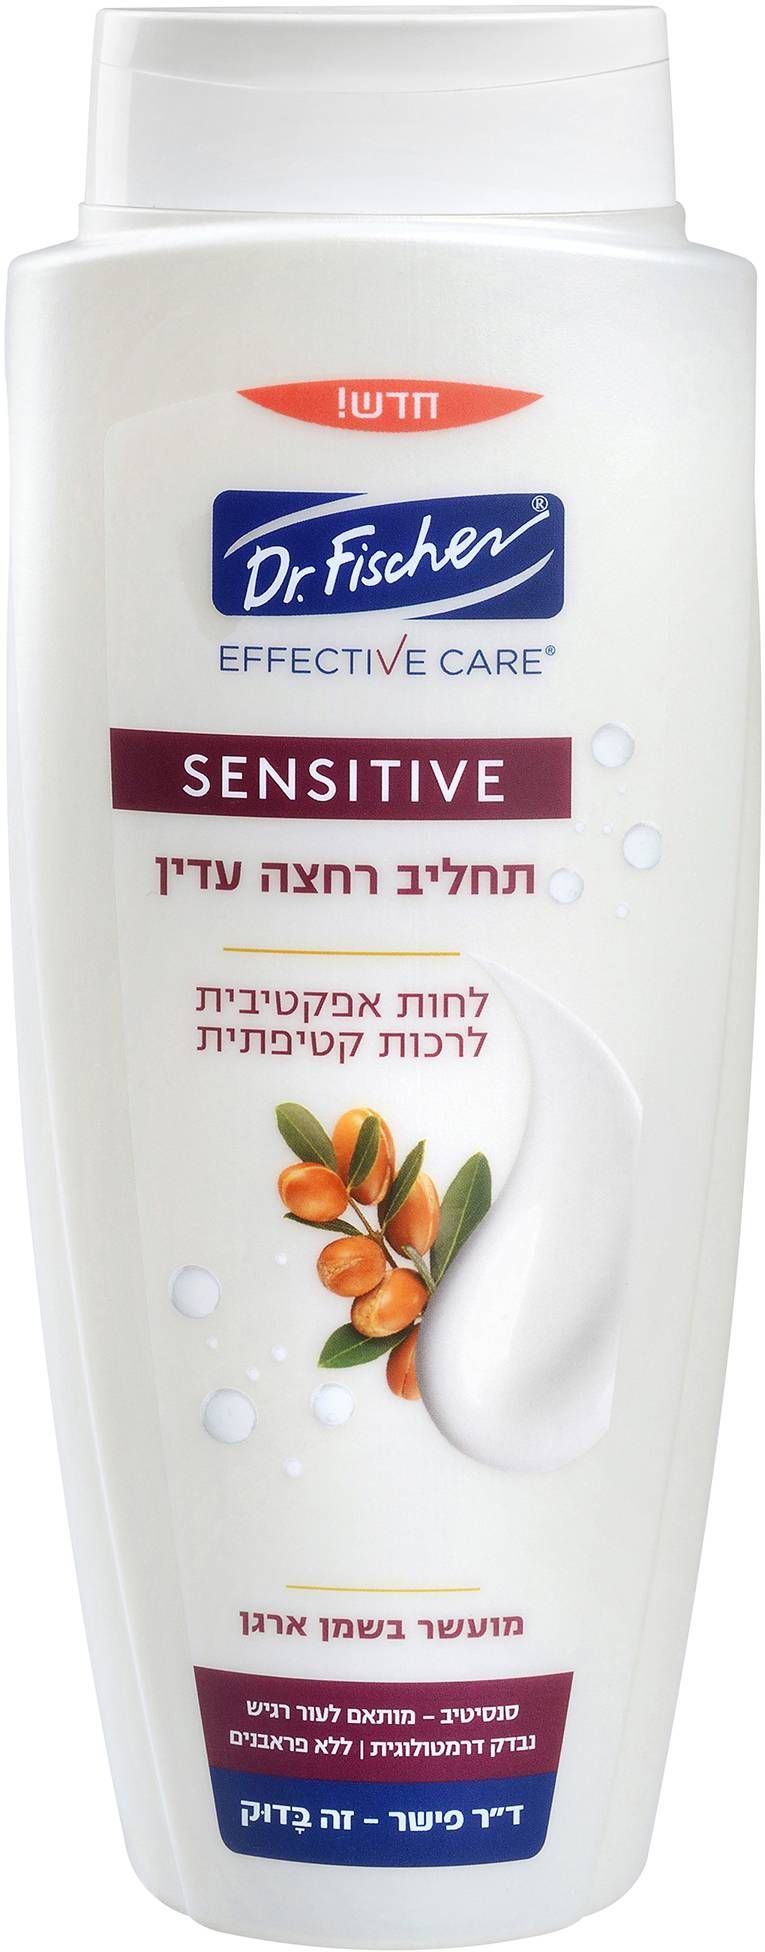 חדש!
Dr. Fischer®
EFFECTIVE CARE®
SENSITIVE
תחליב רחצה עדין
לחות אפקטיבית
לרכות קטיפתית
מועשר בשמן ארגן
סנסיטיב – מותאם לעור רגיש
נבדק דרמטולוגית | ללא פראבנים
ד"ר פישר – זה בָּדוּק